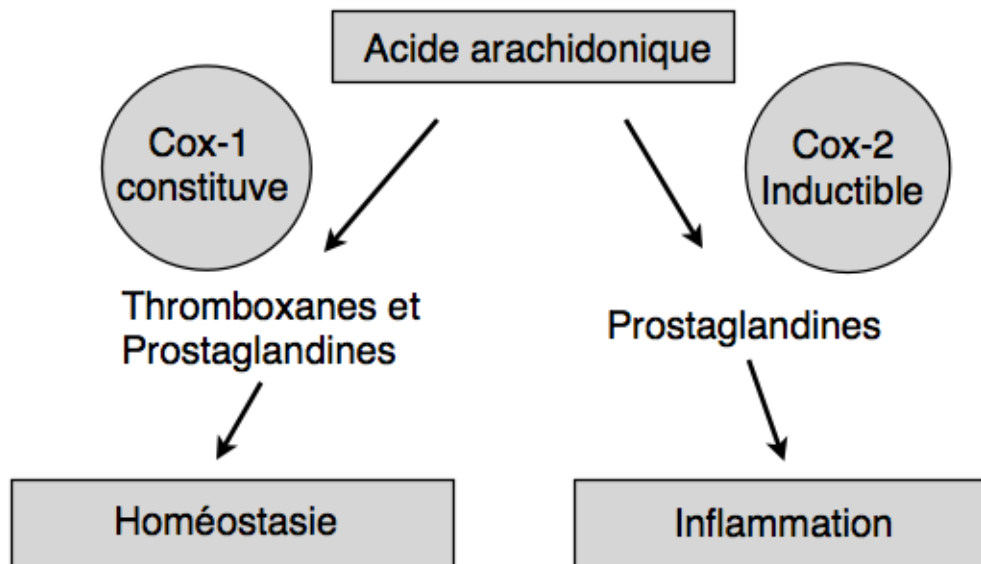 Acide arachidonique
Cox-1
constituve
Cox-2
Inductible
Thromboxanes et
Prostaglandines
Prostaglandines
Homéostasie
Inflammation